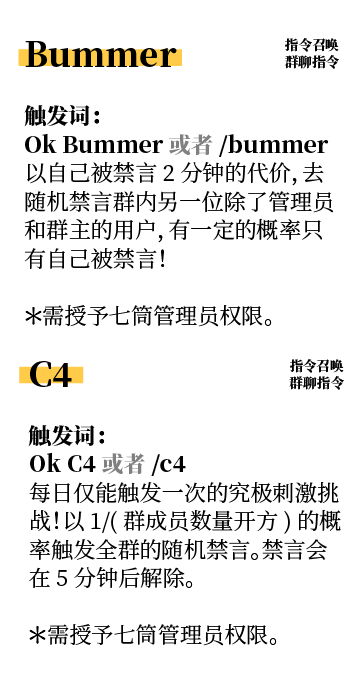 Bummer
指令召唤
群聊指令
触发词：
Ok Bummer 或者 /bummer
以自己被禁言 2 分钟的代价，去
随机禁言群内另一位除了管理员
和群主的用户，有一定的概率只
有自己被禁言！
＊需授予七筒管理员权限。
C4
指令召唤
群聊指令
触发词：
Ok C4 或者 /c4
每日仅能触发一次的究极刺激挑
战！以 1/( 群成员数量开方 ) 的概
率触发全群的随机禁言。禁言会
在 5 分钟后解除。
＊需授予七筒管理员权限。